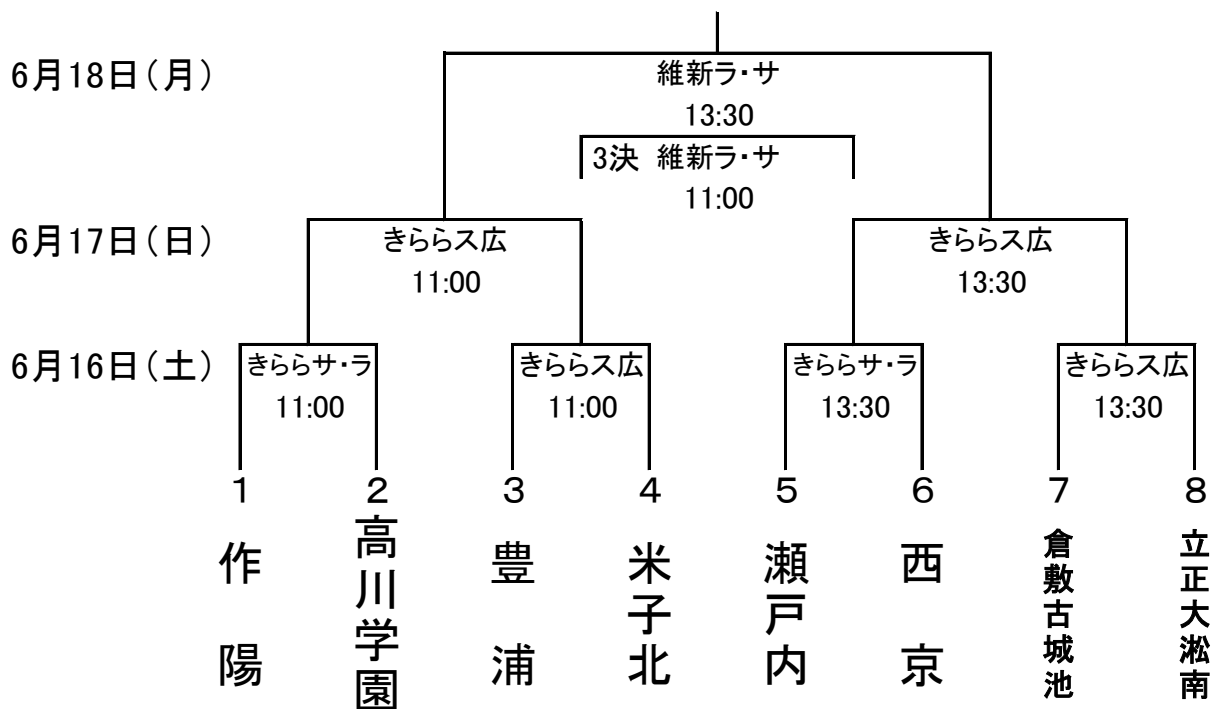 6月18日(月)
維新ラ・サ
13:30
3決 維新ラ・サ
11:00
6月17日(日)
きららス広
11:00
きららス広
13:30
6月16日(土)
きららサ・ラ
11:00
きららス広
11:00
きららサ・ラ
13:30
きららス広
13:30
1
2
3
4
5
6
7
8
作陽
高川学園
豊浦
米子北
瀬戸内
西京
倉敷古城池
立正大淞南